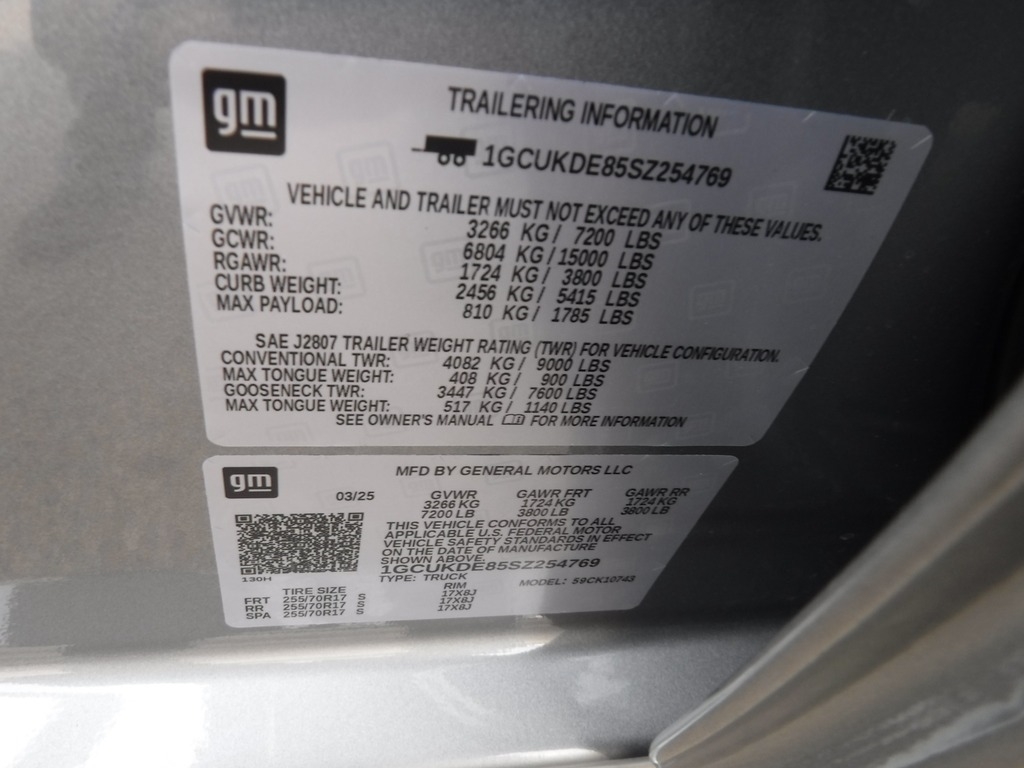 gm
TRAILERING INFORMATION
1GCUKDE85SZ254769
VEHICLE AND TRAILER MUST NOT EXCEED ANY OF THESE VALUES.
GVWR: 3266 KG / 7200 LBS
GCWR: 6804 KG / 15000 LBS
RGAWR: 1724 KG / 3800 LBS
CURB WEIGHT: 2456 KG / 5415 LBS
MAX PAYLOAD: 810 KG / 1785 LBS
SAE J2807 TRAILER WEIGHT RATING (TWR) FOR VEHICLE CONFIGURATION.
CONVENTIONAL TWR: 4082 KG / 9000 LBS
MAX TONGUE WEIGHT: 408 KG / 900 LBS
GOOSENECK TWR: 3447 KG / 7600 LBS
MAX TONGUE WEIGHT: 517 KG / 1140 LBS
SEE OWNER'S MANUAL FOR MORE INFORMATION
gm
MFD BY GENERAL MOTORS LLC
03/25 GVWR GAWR FRT GAWR RR
3266 KG 1724 KG 1724 KG
7200 LB 3800 LB 3800 LB
THIS VEHICLE CONFORMS TO ALL
APPLICABLE U.S. FEDERAL MOTOR
VEHICLE SAFETY STANDARDS IN EFFECT
ON THE DATE OF MANUFACTURE
SHOWN ABOVE.
1GCUKDE85SZ254769
130H
TYPE: TRUCK MODEL: 59CK10743
TIRE SIZE RIM
FRT 255/70R17 S 17X8J
RR 255/70R17 S 17X8J
SPA 255/70R17 S 17X8J